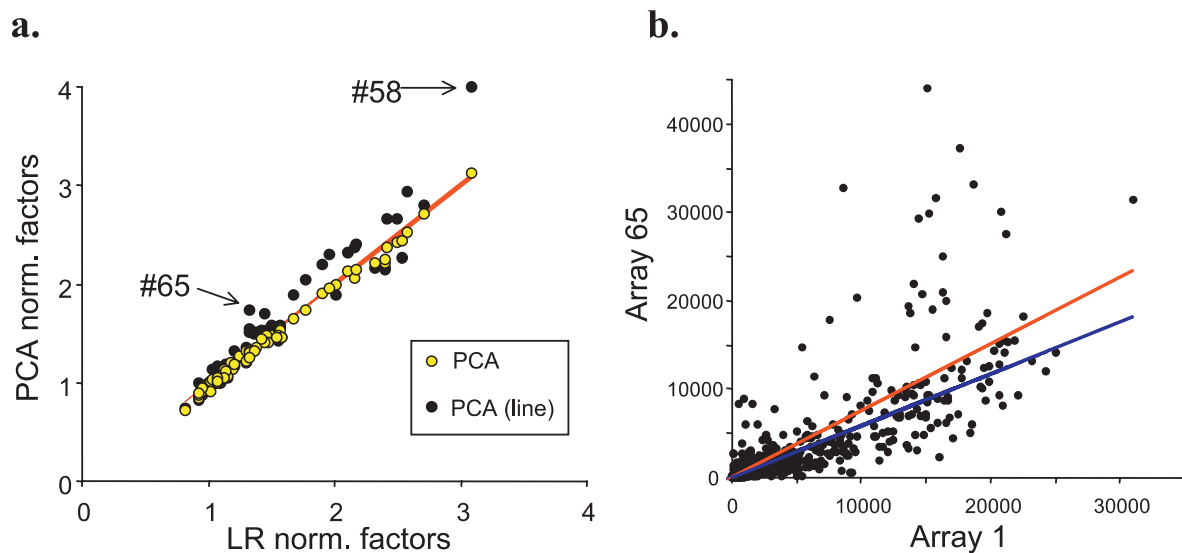 a.
PCA norm. factors
4
3
2
1
0
#58
#65
PCA
PCA (line)
0
1
2
3
4
LR norm. factors
b.
Array 65
40000
30000
20000
10000
0
0
10000
20000
30000
Array 1